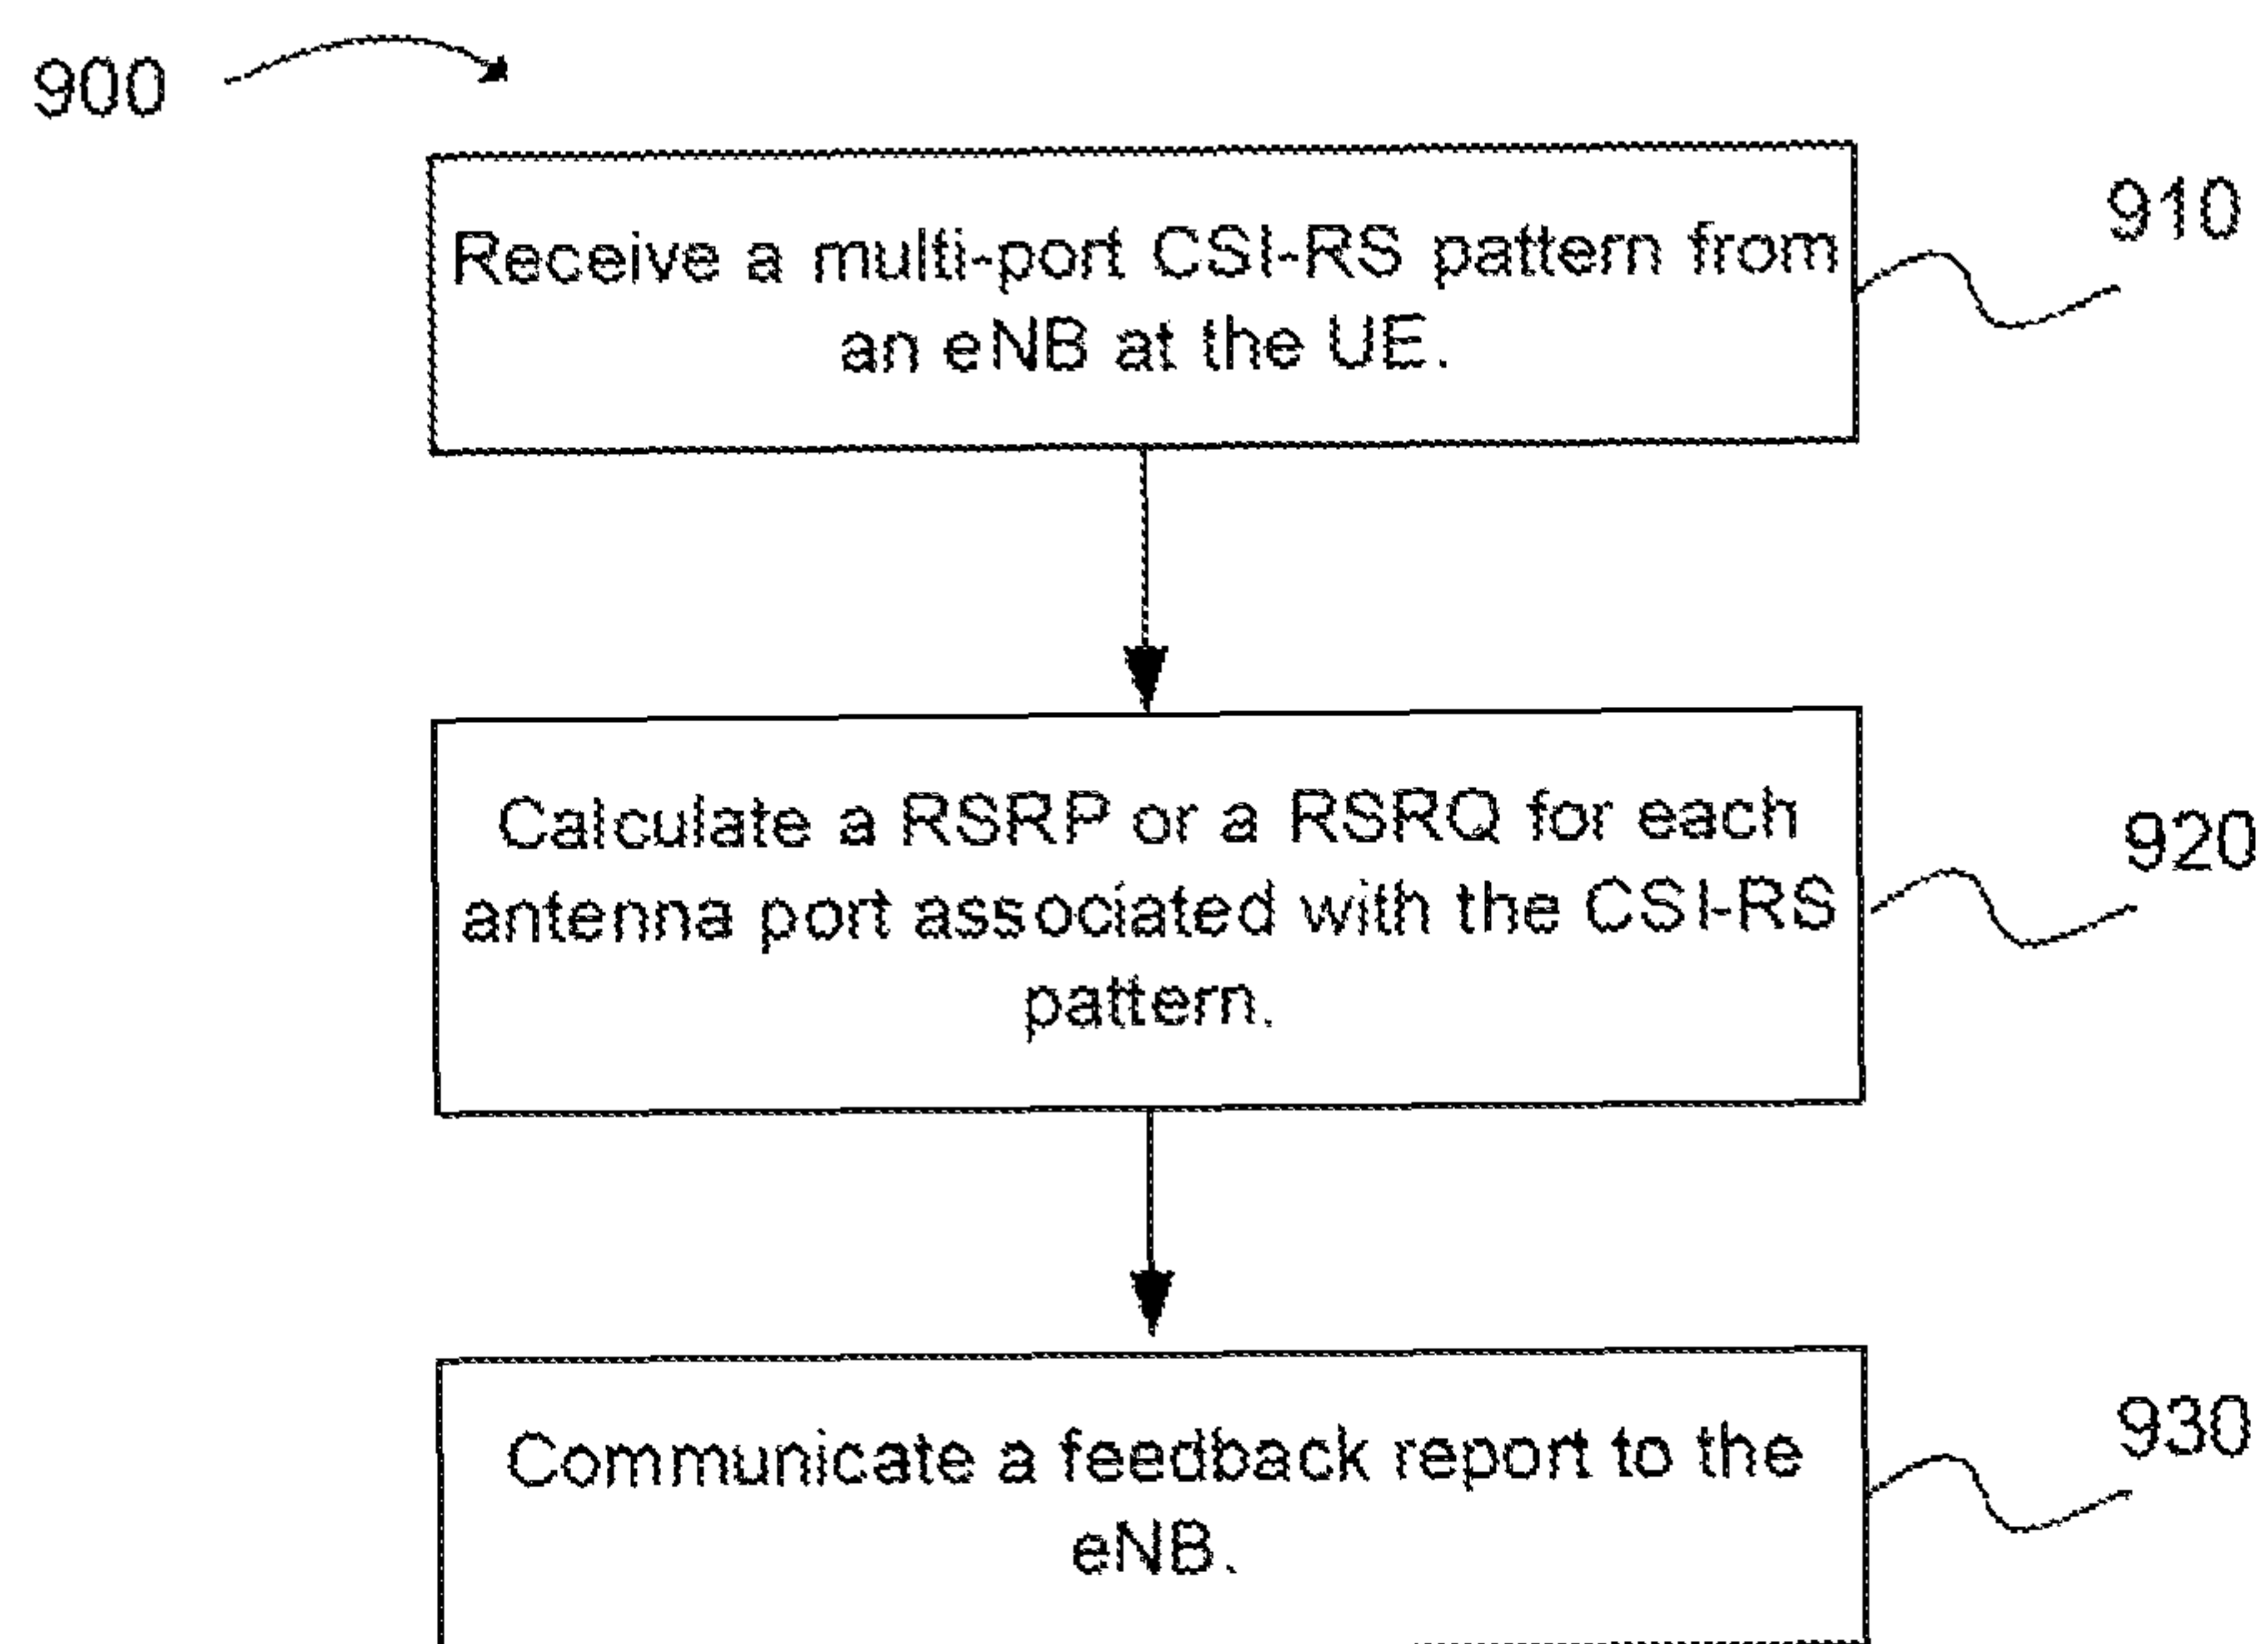 900
Receive a multi-port CSI-RS pattern from
an eNB at the UE.
910
Calculate a RSRP or a RSRQ for each
antenna port associated with the CSI-RS
pattern.
920
Communicate a feedback report to the
eNB.
930